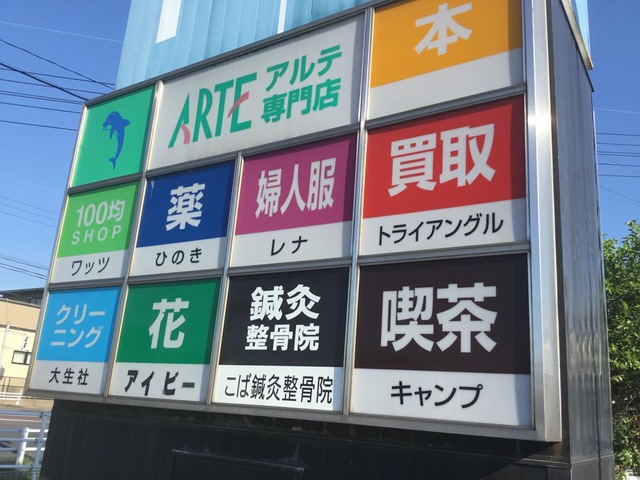 ARTE アルテ
専門店
本
100均
SHOP
ワッツ
薬
ひのき
婦人服
レナ
買取
トライアングル
クリー
ニング
大生社
花
アイビー
鍼灸
整骨院
こば鍼灸整骨院
喫茶
キャンプ